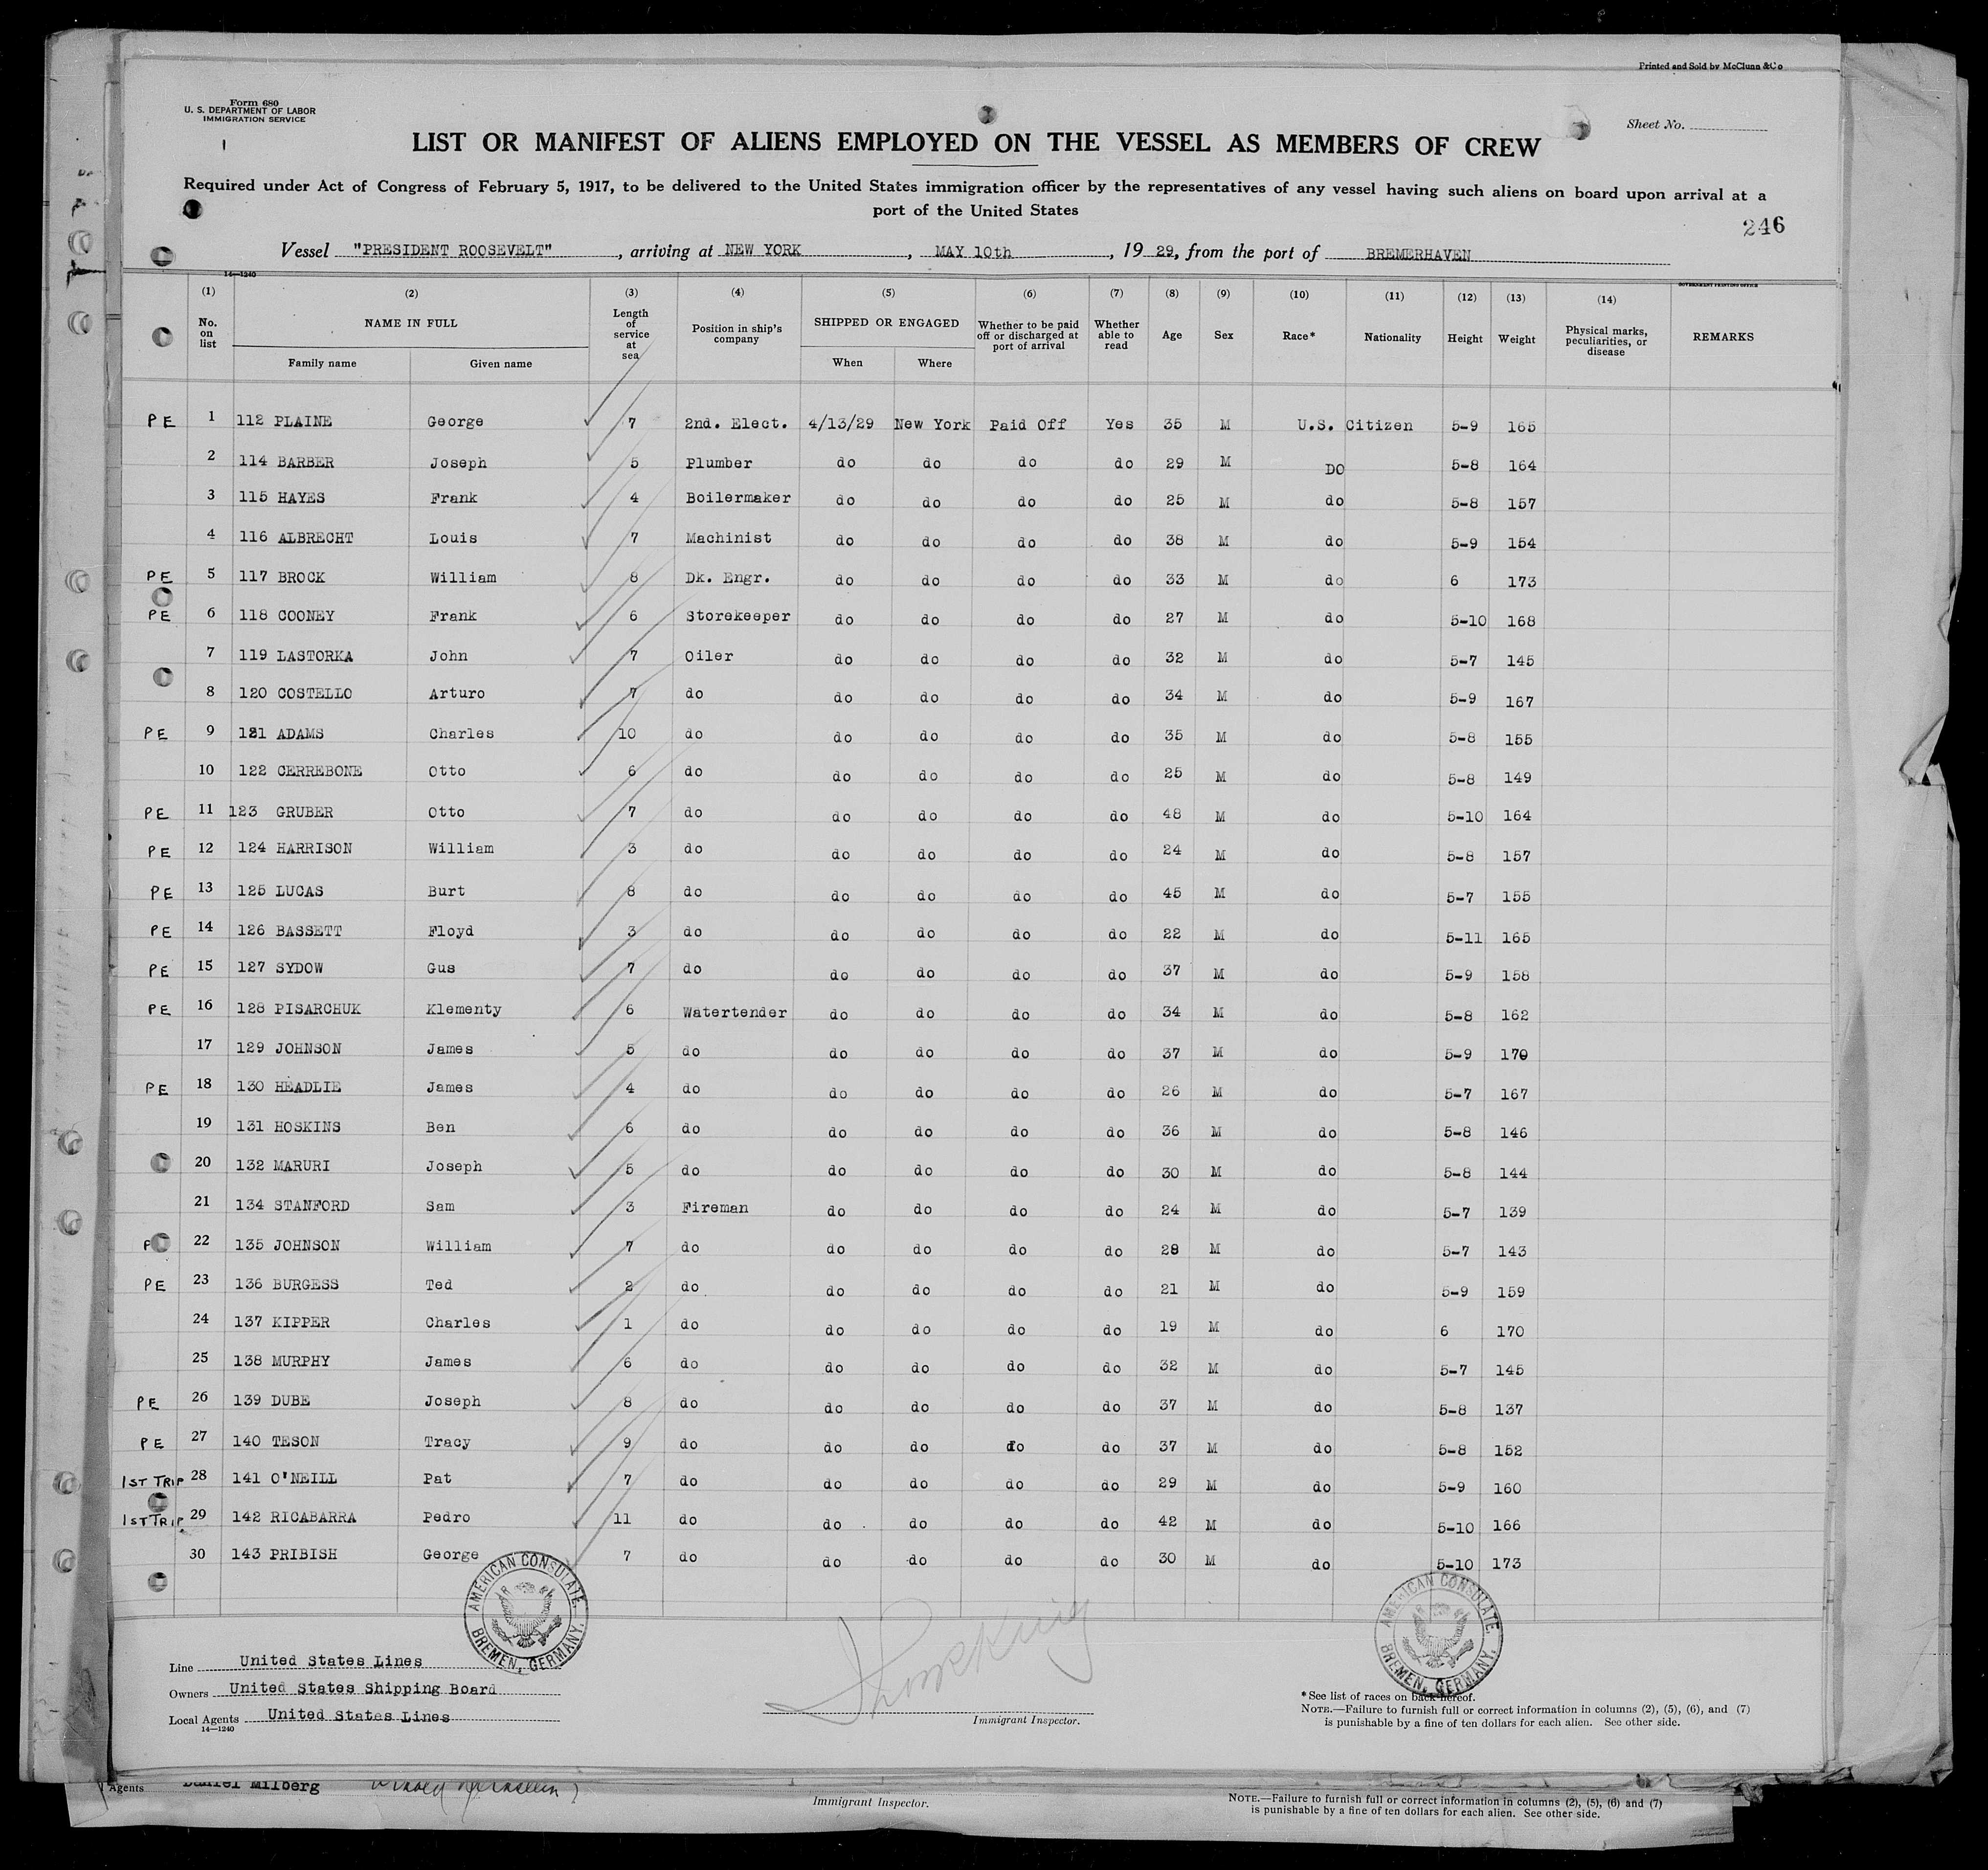 Printed and Sold by McClunn & Co
Form 680
U. S. DEPARTMENT OF LABOR
IMMIGRATION SERVICE
Sheet No.
LIST OR MANIFEST OF ALIENS EMPLOYED ON THE VESSEL AS MEMBERS OF CREW
Required under Act of Congress of February 5, 1917, to be delivered to the United States immigration officer by the representatives of any vessel having such aliens on board upon arrival at a
port of the United States
246
Vessel "PRESIDENT ROOSEVELT", arriving at NEW YORK, MAY 10th, 1929, from the port of BREMERHAVEN
14—1240
GOVERNMENT PRINTING OFFICE
(1) (2) (3) (4) (5) (6) (7) (8) (9) (10) (11) (12) (13) (14)
No. on list NAME IN FULL Length of service at sea Position in ship's company SHIPPED OR ENGAGED Whether to be paid off or discharged at port of arrival Whether able to read Age Sex Race* Nationality Height Weight Physical marks, peculiarities, or disease REMARKS
Family name Given name When Where
PE 1 112 PLAINE George 7 2nd. Elect. 4/13/29 New York Paid Off Yes 35 M U.S. Citizen 5-9 165
2 114 BARBER Joseph 5 Plumber do do do do 29 M DO 5-8 164
3 115 HAYES Frank 4 Boilermaker do do do do 25 M do 5-8 157
4 116 ALBRECHT Louis 7 Machinist do do do do 38 M do 5-9 154
PE 5 117 BROCK William 8 Dk. Engr. do do do do 33 M do 6 173
PE 6 118 COONEY Frank 6 Storekeeper do do do do 27 M do 5-10 168
7 119 LASTORKA John 7 Oiler do do do do 32 M do 5-7 145
8 120 COSTELLO Arturo 7 do do do do do 34 M do 5-9 167
PE 9 121 ADAMS Charles 10 do do do do do 35 M do 5-8 155
10 122 CERREBONE Otto 6 do do do do do 25 M do 5-8 149
PE 11 123 GRUBER Otto 7 do do do do do 48 M do 5-10 164
PE 12 124 HARRISON William 3 do do do do do 24 M do 5-8 157
PE 13 125 LUCAS Burt 8 do do do do do 45 M do 5-7 155
PE 14 126 BASSETT Floyd 3 do do do do do 22 M do 5-11 165
PE 15 127 SYDOW Gus 7 do do do do do 37 M do 5-9 158
PE 16 128 PISARCHUK Klementy 6 Watertender do do do do 34 M do 5-8 162
17 129 JOHNSON James 5 do do do do do 37 M do 5-9 170
PE 18 130 HEADLIE James 4 do do do do do 26 M do 5-7 167
19 131 HOSKINS Ben 6 do do do do do 36 M do 5-8 146
20 132 MARURI Joseph 5 do do do do do 30 M do 5-8 144
21 134 STANFORD Sam 3 Fireman do do do do 24 M do 5-7 139
P 22 135 JOHNSON William 7 do do do do do 28 M do 5-7 143
PE 23 136 BURGESS Ted 2 do do do do do 21 M do 5-9 159
24 137 KIPPER Charles 1 do do do do do 19 M do 6 170
25 138 MURPHY James 6 do do do do do 32 M do 5-7 145
PE 26 139 DUBE Joseph 8 do do do do do 37 M do 5-8 137
PE 27 140 TESON Tracy 9 do do do do do 37 M do 5-8 152
1ST TRIP 28 141 O'NEILL Pat 7 do do do do do 29 M do 5-9 160
1ST TRIP 29 142 RICABARRA Pedro 11 do do do do do 42 M do 5-10 166
30 143 PRIBISH George 7 do do do do do 30 M do 5-10 173
AMERICAN CONSULATE. BREMEN, GERMANY.
AMERICAN CONSULATE. BREMEN, GERMANY.
Line United States Lines
Owners United States Shipping Board
Local Agents United States Lines
14—1240
Immigrant Inspector.
*See list of races on back hereof.
NOTE.—Failure to furnish full or correct information in columns (2), (5), (6), and (7)
is punishable by a fine of ten dollars for each alien. See other side.
Agents Daniel Milberg
Immigrant Inspector.
NOTE.—Failure to furnish full or correct information in columns (2), (5), (6) and (7)
is punishable by a fine of ten dollars for each alien. See other side.